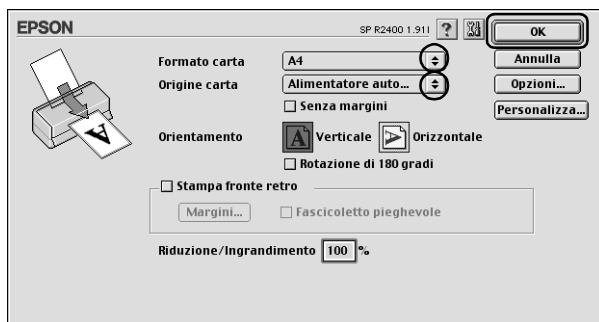 EPSON
SP R2400 1.91I ? OK
Formato carta A4 Annulla
Origine carta Alimentatore auto... Opzioni...
Senza margini Personalizza...
Orientamento A Verticale A Orizzontale
Rotazione di 180 gradi
Stampa fronte retro
Margini... Fascicoletto pieghevole
Riduzione/Ingrandimento 100 %
A